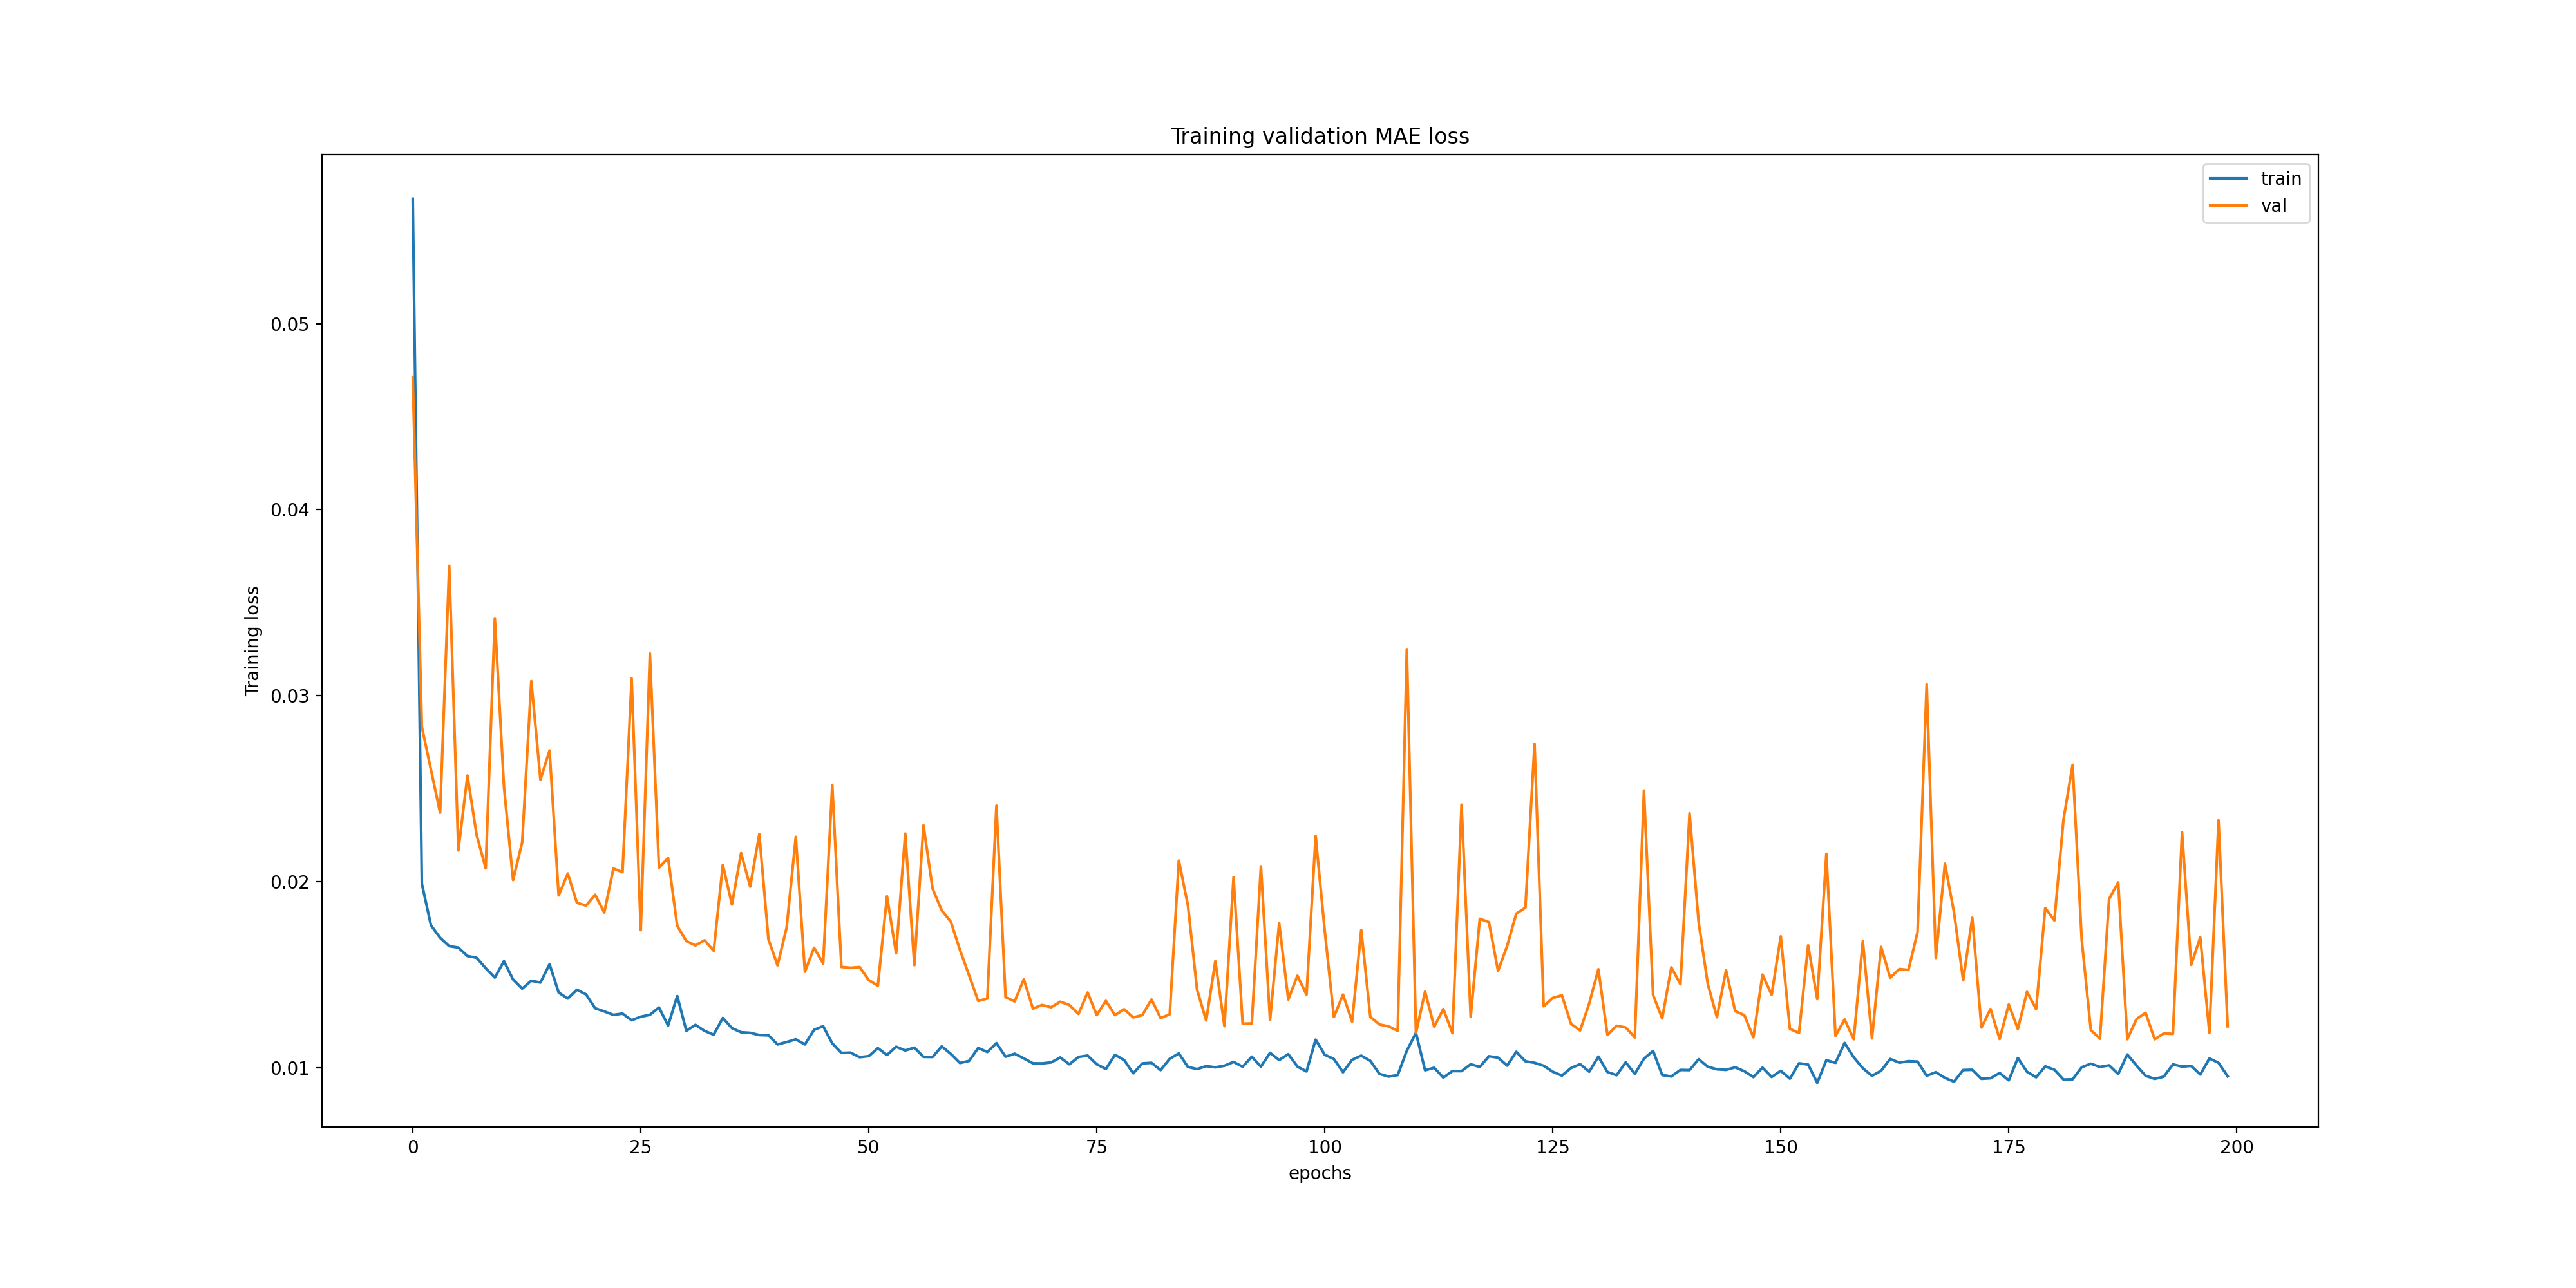 Training validation MAE loss
train
val
0.05
0.04
0.03
0.02
0.01
Training loss
0 25 50 75 100 125 150 175 200
epochs